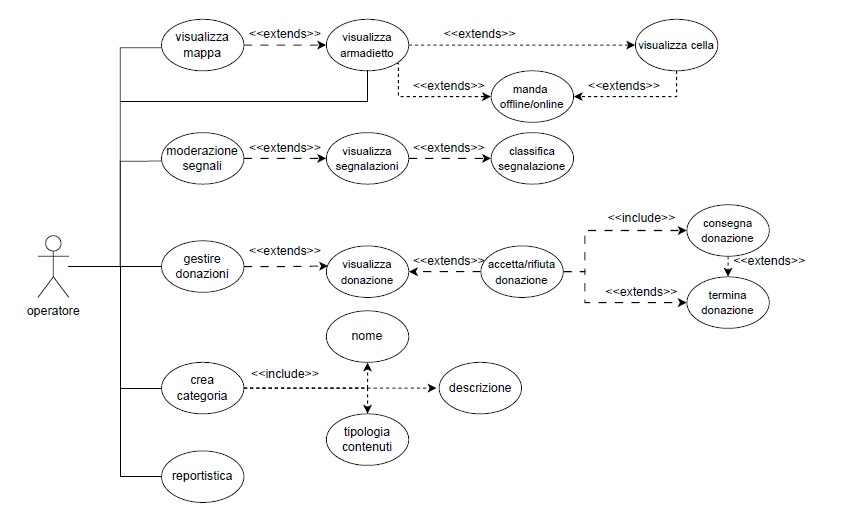 visualizza
mappa
<<extends>>
visualizza
armadietto
<<extends>>
visualizza cella
<<extends>>
<<extends>>
manda
offline/online
moderazione
segnali
<<extends>>
visualizza
segnalazioni
<<extends>>
classifica
segnalazione
operatore
gestire
donazioni
<<extends>>
visualizza
donazione
<<extends>>
accetta/rifiuta
donazione
<<include>>
consegna
donazione
<<extends>>
<<extends>>
termina
donazione
crea
categoria
<<include>>
nome
descrizione
tipologia
contenuti
reportistica